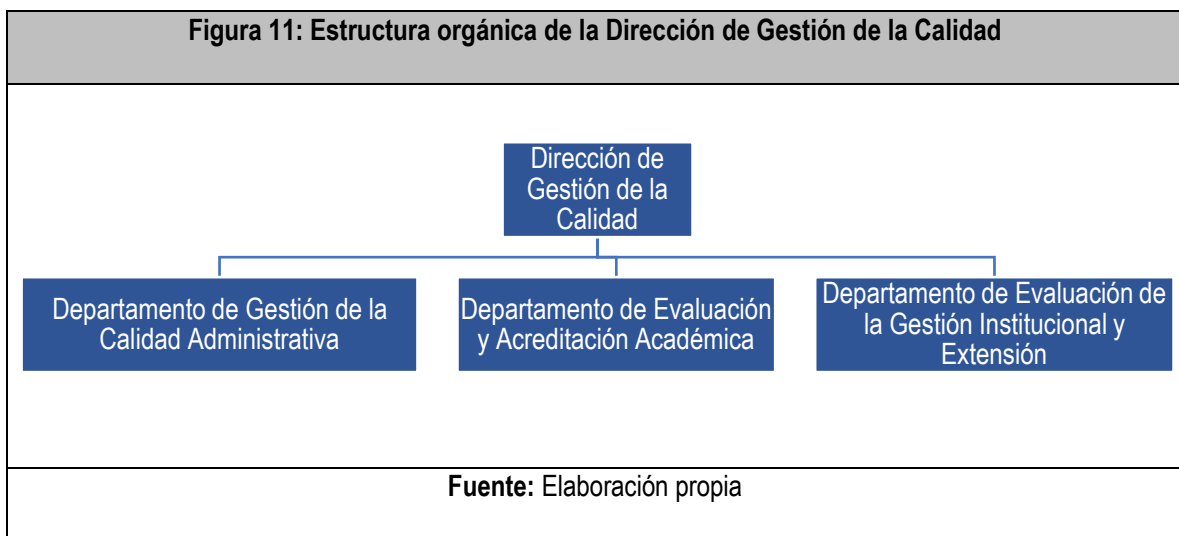 Figura 11: Estructura orgánica de la Dirección de Gestión de la Calidad
Dirección de
Gestión de la
Calidad
Departamento de Gestión de la
Calidad Administrativa
Departamento de Evaluación
y Acreditación Académica
Departamento de Evaluación de
la Gestión Institucional y
Extensión
Fuente: Elaboración propia